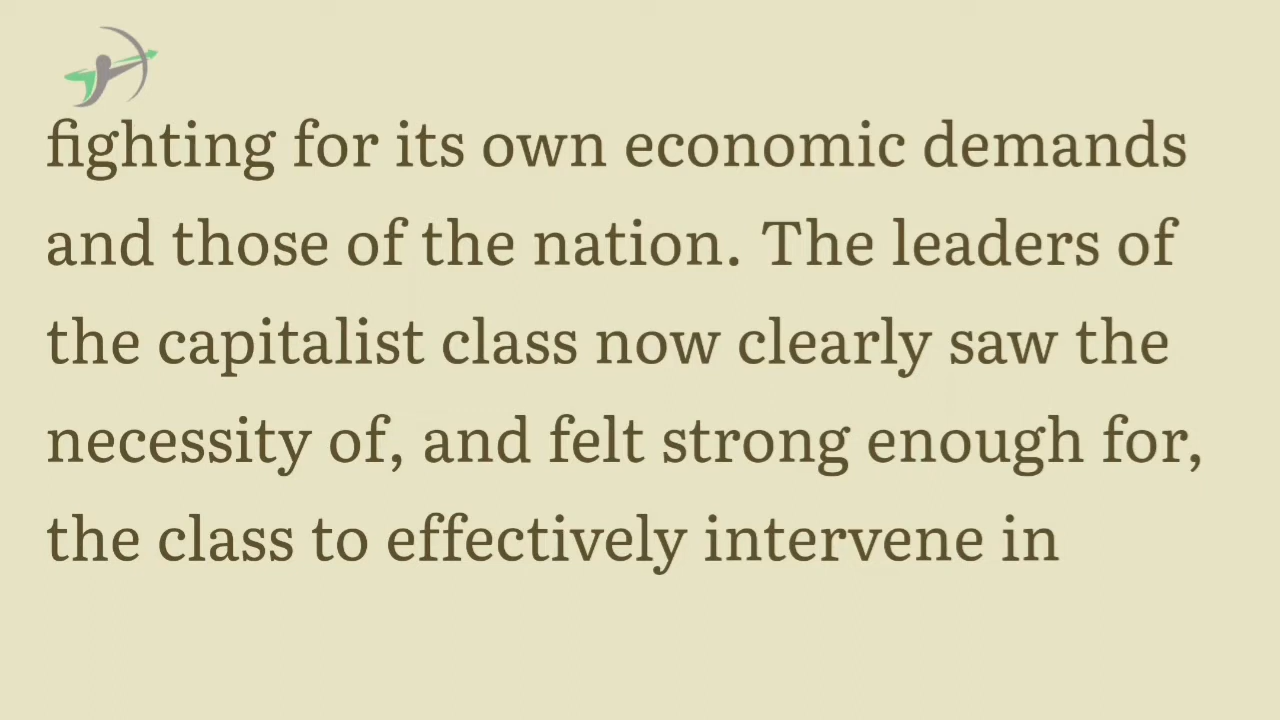 fighting for its own economic demands
and those of the nation. The leaders of
the capitalist class now clearly saw the
necessity of, and felt strong enough for,
the class to effectively intervene in